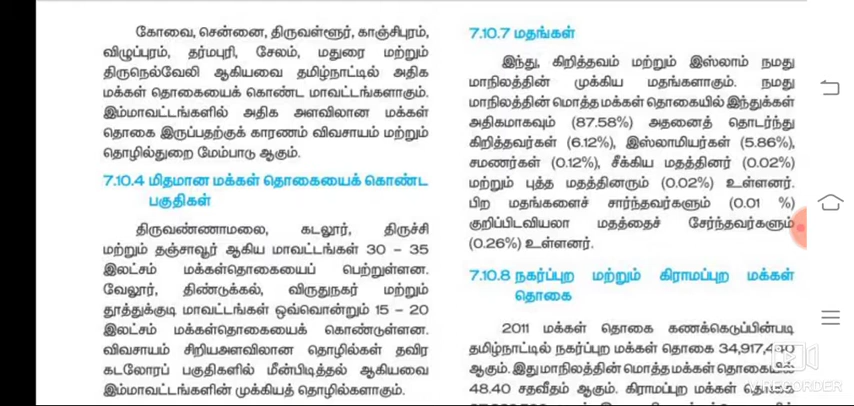 கோவை, சென்னை, திருவள்ளூர், காஞ்சிபுரம்,
விழுப்புரம், தர்மபுரி, சேலம், மதுரை மற்றும்
திருநெல்வேலி ஆகியவை தமிழ்நாட்டில் அதிக
மக்கள் தொகையைக் கொண்ட மாவட்டங்களாகும்.
இம்மாவட்டங்களில் அதிக அளவிலான மக்கள்
தொகை இருப்பதற்குக் காரணம் விவசாயம் மற்றும்
தொழில்துறை மேம்பாடு ஆகும்.
7.10.4 மிதமான மக்கள் தொகையைக் கொண்ட
பகுதிகள்
திருவண்ணாமலை, கடலூர், திருச்சி
மற்றும் தஞ்சாவூர் ஆகிய மாவட்டங்கள் 30 – 35
இலட்சம் மக்கள்தொகையைப் பெற்றுள்ளன.
வேலூர், திண்டுக்கல், விருதுநகர் மற்றும்
தூத்துக்குடி மாவட்டங்கள் ஒவ்வொன்றும் 15 – 20
இலட்சம் மக்கள்தொகையைக் கொண்டுள்ளன.
விவசாயம் சிறியஅளவிலான தொழில்கள் தவிர
கடலோரப் பகுதிகளில் மீன்பிடித்தல் ஆகியவை
இம்மாவட்டங்களின் முக்கியத் தொழில்களாகும்.
7.10.7 மதங்கள்
இந்து, கிறித்தவம் மற்றும் இஸ்லாம் நமது
மாநிலத்தின் முக்கிய மதங்களாகும். நமது
மாநிலத்தின் மொத்த மக்கள் தொகையில் இந்துக்கள்
அதிகமாகவும் (87.58%) அதனைத் தொடர்ந்து
கிறித்தவர்கள் (6.12%), இஸ்லாமியர்கள் (5.86%),
சமணர்கள் (0.12%), சீக்கிய மதத்தினர் (0.02%)
மற்றும் புத்த மதத்தினரும் (0.02%) உள்ளனர்.
பிற மதங்களைச் சார்ந்தவர்களும் (0.01 %)
குறிப்பிடவியலா மதத்தைச் சேர்ந்தவர்களும்
(0.26%) உள்ளனர்.
7.10.8 நகர்ப்புற மற்றும் கிராமப்புற மக்கள்
தொகை
2011 மக்கள் தொகை கணக்கெடுப்பின்படி
தமிழ்நாட்டில் நகர்ப்புற மக்கள் தொகை 34,917,440
ஆகும். இது மாநிலத்தின் மொத்த மக்கள் தொகையில்
48.40 சதவீதம் ஆகும். கிராமப்புற மக்கள் தொகை